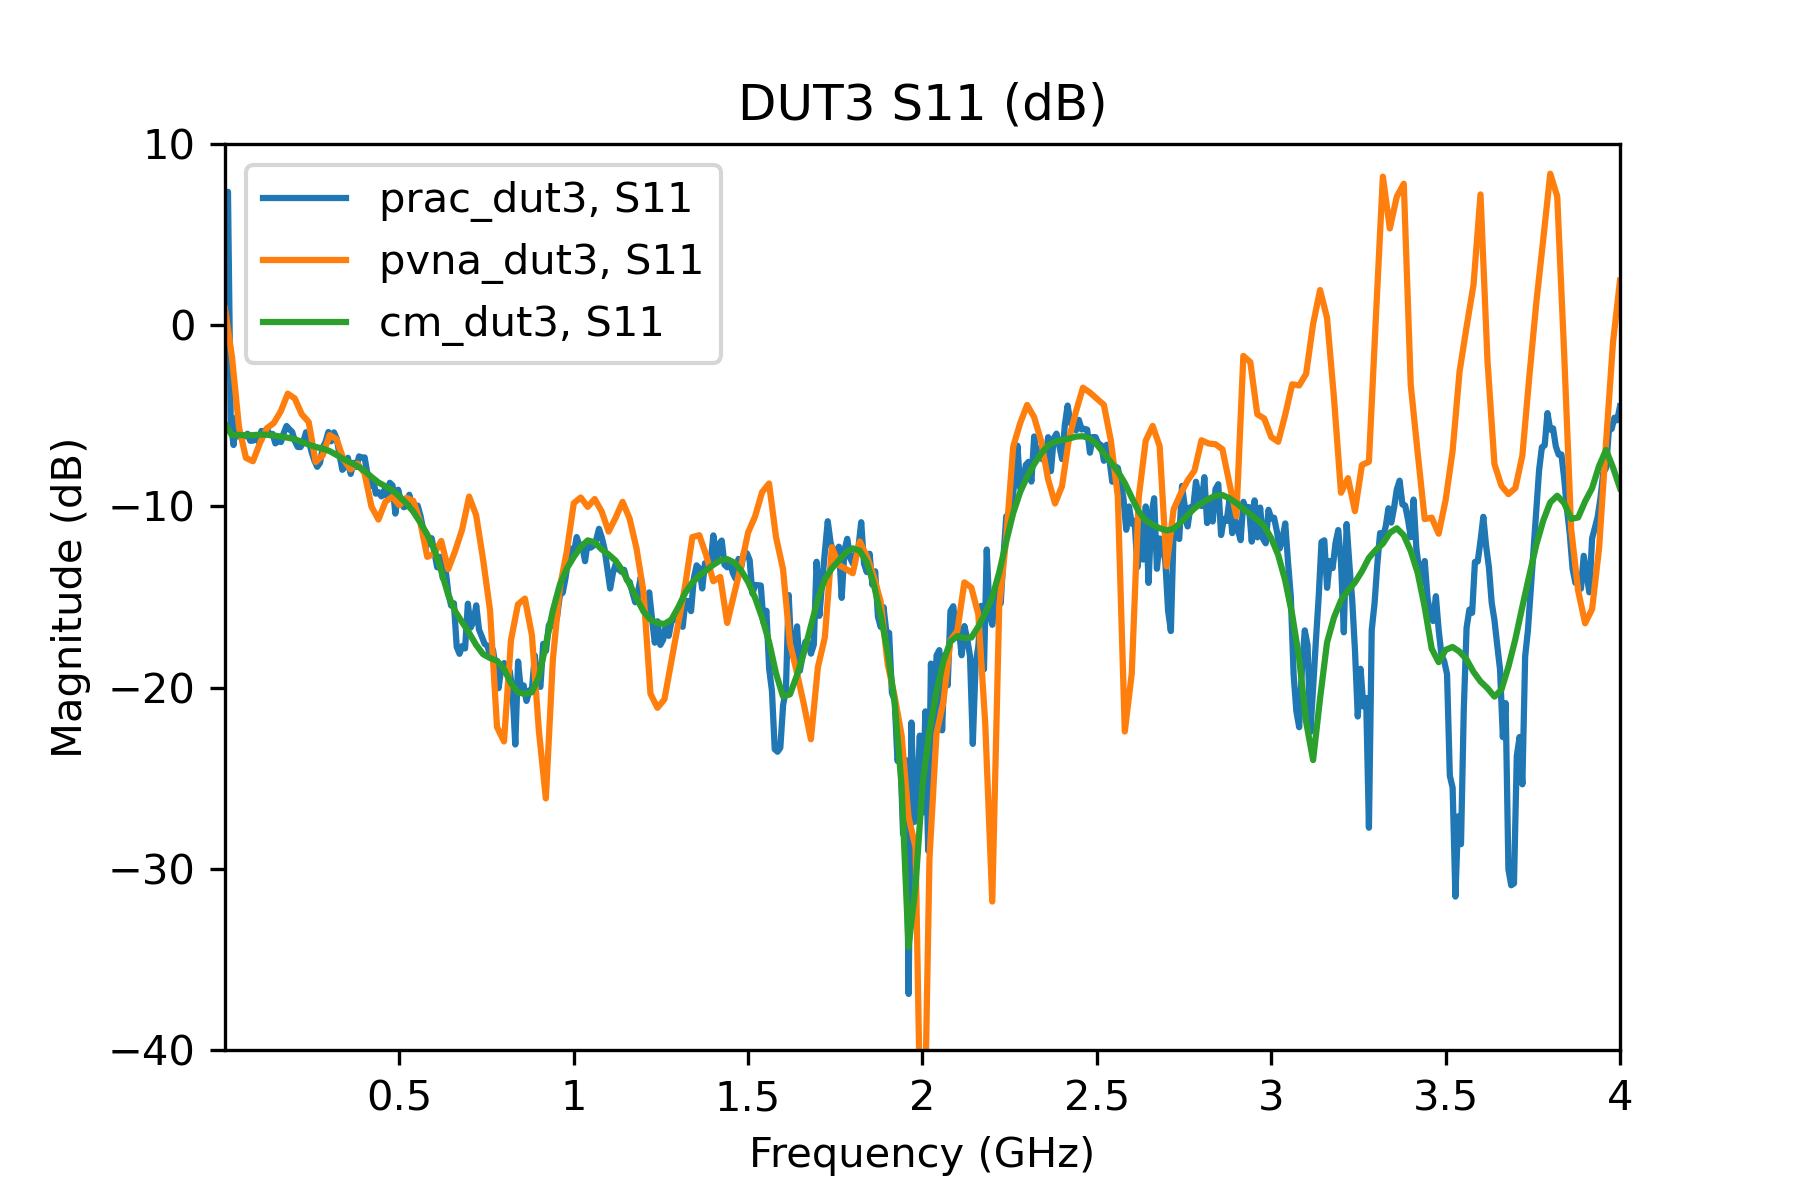 DUT3 S11 (dB)
10
0
−10
−20
−30
−40
Magnitude (dB)
prac_dut3, S11
pvna_dut3, S11
cm_dut3, S11
0.5 1 1.5 2 2.5 3 3.5 4
Frequency (GHz)